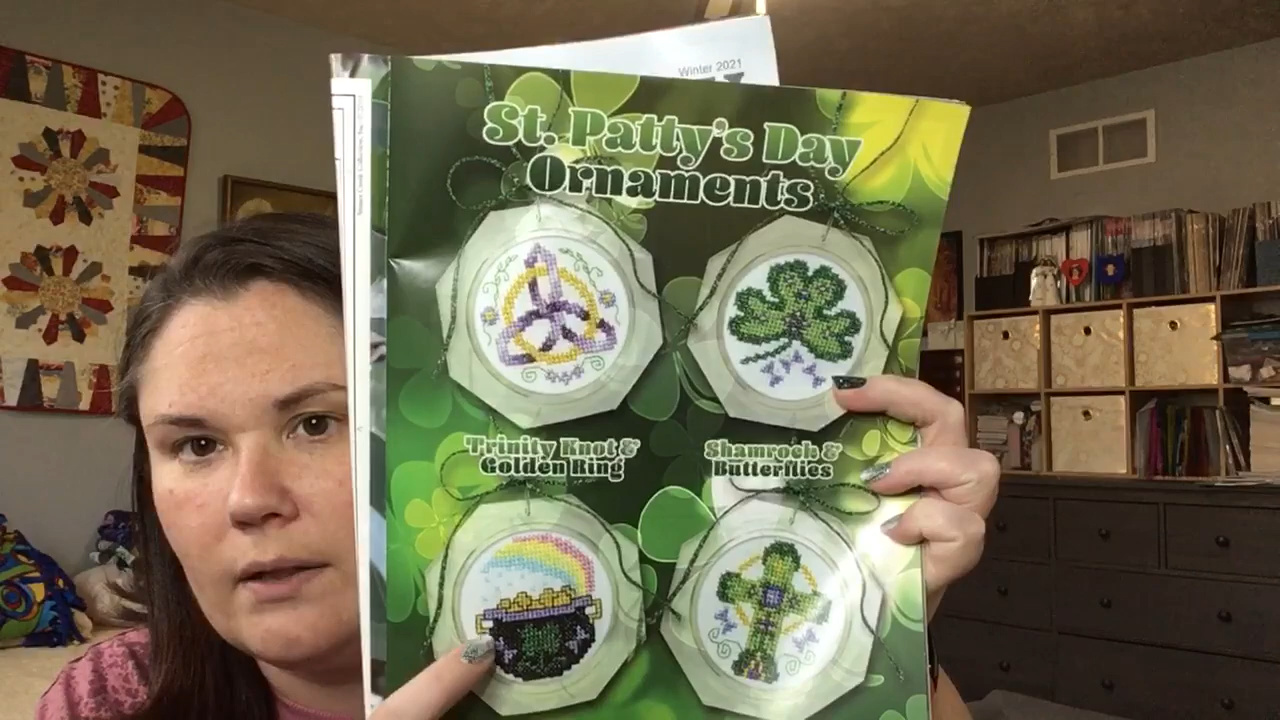 Winter 2021
St. Patty's Day
Ornaments
Trinity Knot &
Golden Ring
Shamrock &
Butterflies